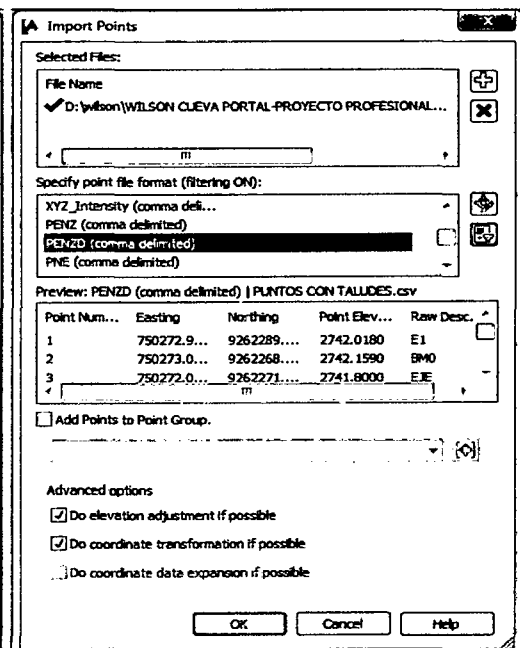 Import Points
Selected Files:
File Name
D:\wilson\WILSON CUEVA PORTAL-PROYECTO PROFESIONAL...
Specify point file format (filtering ON):
XYZ_Intensity (comma deli...
PENZ (comma delimited)
PENZD (comma delimited)
PNE (comma delimited)
Preview: PENZD (comma delimited) | PUNTOS CON TALUDES.csv
Point Num... Easting Northing Point Elev... Raw Desc.
1 750272.9... 9262289.... 2742.0180 E1
2 750273.0... 9262268.... 2742.1590 BM0
3 750272.0... 9262271.... 2741.8000 EJE
Add Points to Point Group.
Advanced options
Do elevation adjustment if possible
Do coordinate transformation if possible
Do coordinate data expansion if possible
OK Cancel Help